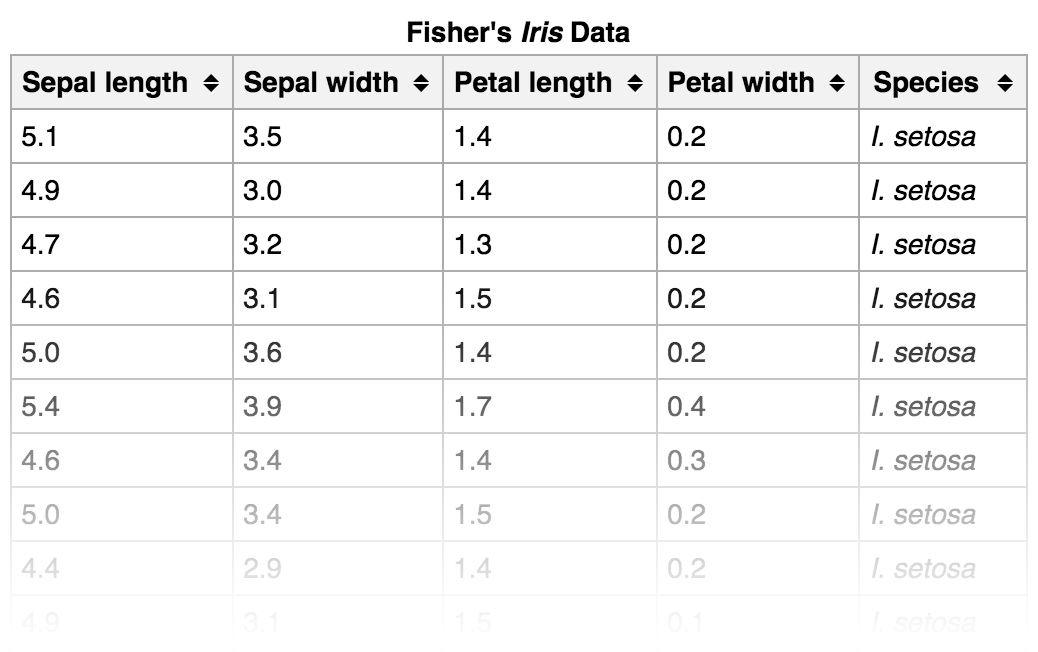 Fisher's Iris Data
Sepal length Sepal width Petal length Petal width Species
5.1 3.5 1.4 0.2 I. setosa
4.9 3.0 1.4 0.2 I. setosa
4.7 3.2 1.3 0.2 I. setosa
4.6 3.1 1.5 0.2 I. setosa
5.0 3.6 1.4 0.2 I. setosa
5.4 3.9 1.7 0.4 I. setosa
4.6 3.4 1.4 0.3 I. setosa
5.0 3.4 1.5 0.2 I. setosa
4.4 2.9 1.4 0.2 I. setosa
4.9 3.1 1.5 0.1 I. setosa